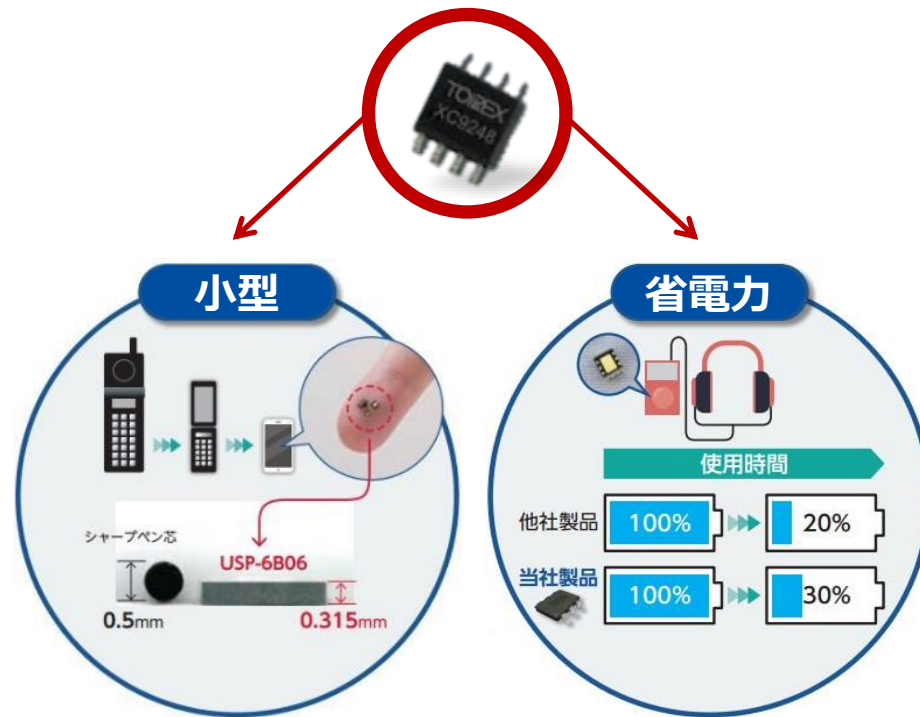 TOIREX
XC9248
小型
シャープペン芯
USP-6B06
0.5mm
0.315mm
省電力
使用時間
他社製品 100% 20%
当社製品 100% 30%